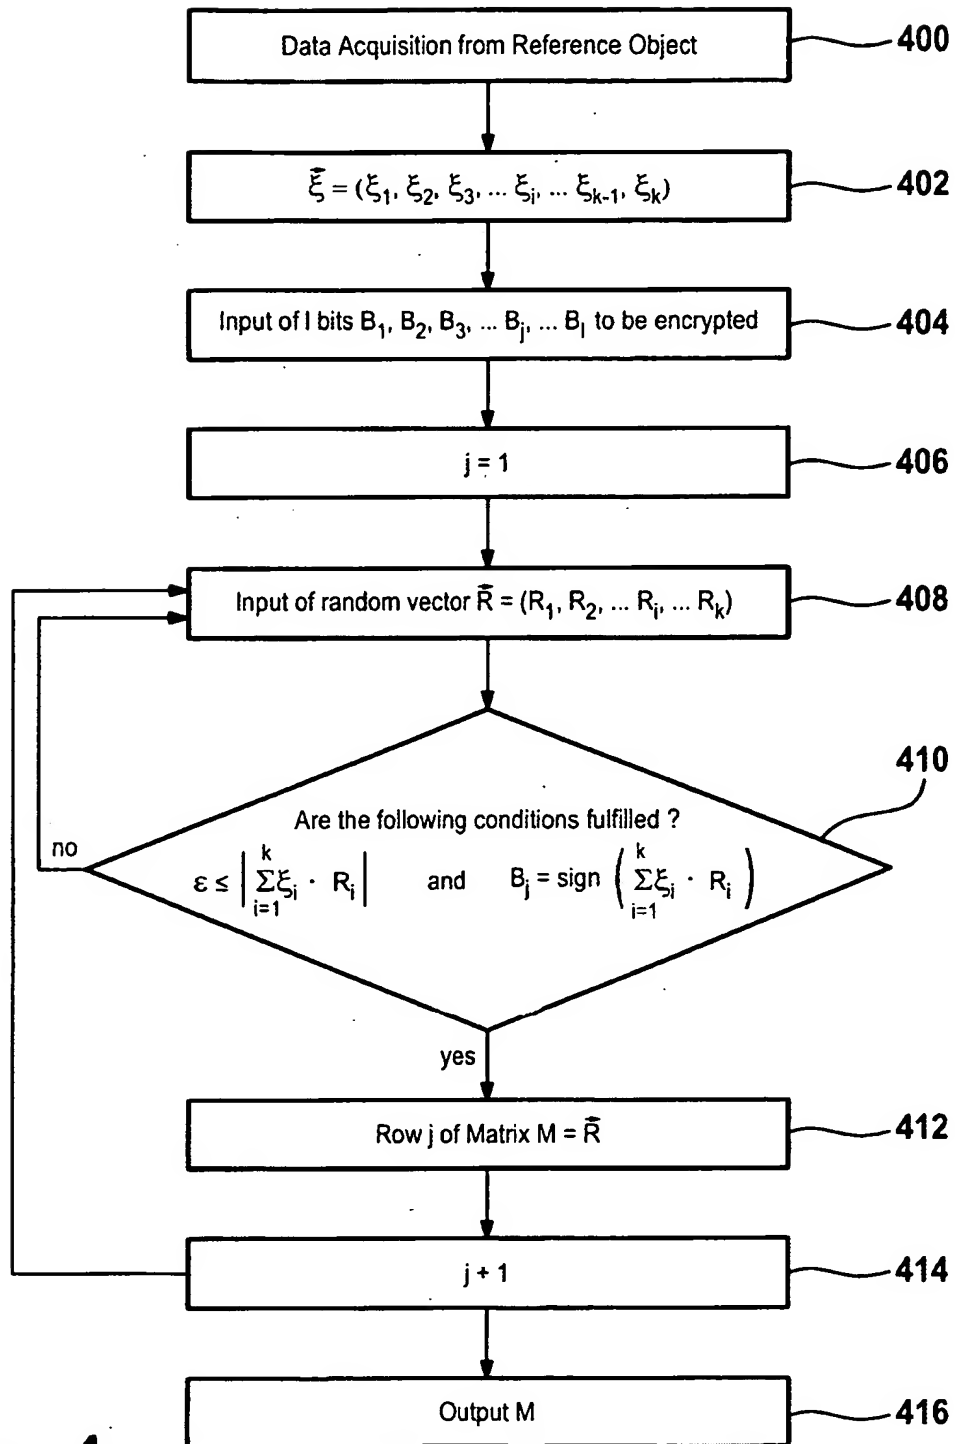 Data Acquisition from Reference Object
400
ξ⃗ = (ξ₁, ξ₂, ξ₃, ... ξᵢ, ... ξₖ₋₁, ξₖ)
402
Input of l bits B₁, B₂, B₃, ... Bⱼ, ... Bₗ to be encrypted
404
j = 1
406
Input of random vector R⃗ = (R₁, R₂, ... Rᵢ, ... Rₖ)
408
410
Are the following conditions fulfilled ?
no
ε ≤ | k Σ i=1 ξᵢ · Rᵢ | and Bⱼ = sign ( k Σ i=1 ξᵢ · Rᵢ )
yes
Row j of Matrix M = R⃗
412
j + 1
414
Output M
416